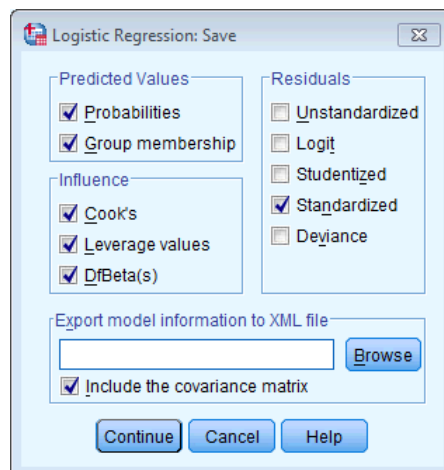 Logistic Regression: Save
Predicted Values
Probabilities
Group membership
Influence
Cook's
Leverage values
DfBeta(s)
Residuals
Unstandardized
Logit
Studentized
Standardized
Deviance
Export model information to XML file
Browse
Include the covariance matrix
Continue Cancel Help